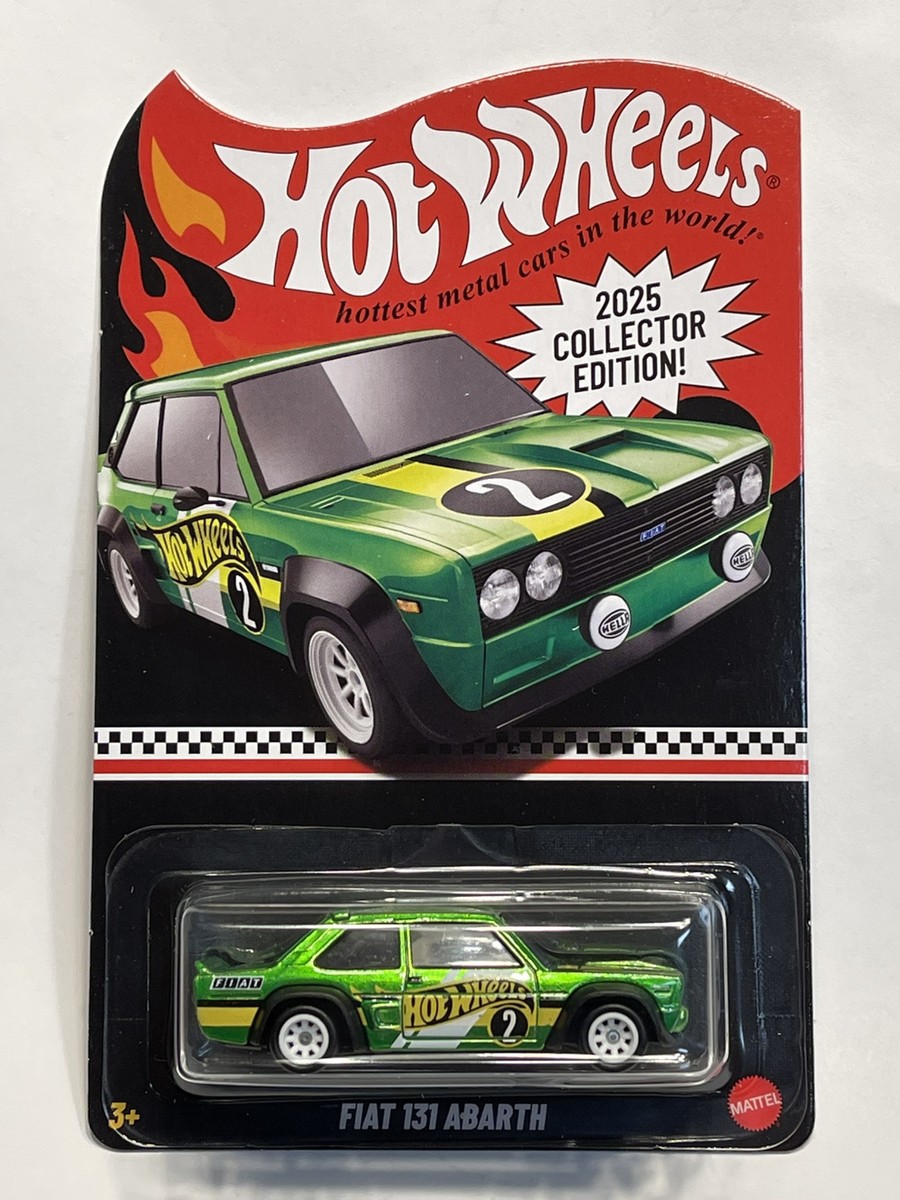 HOT WHEELS®
hottest metal cars in the world!®
2025
COLLECTOR
EDITION!
2
FIAT
HOT WHEELS
2
HELLA
HELLA
FIAT
HOT WHEELS
2
3+
FIAT 131 ABARTH
MATTEL